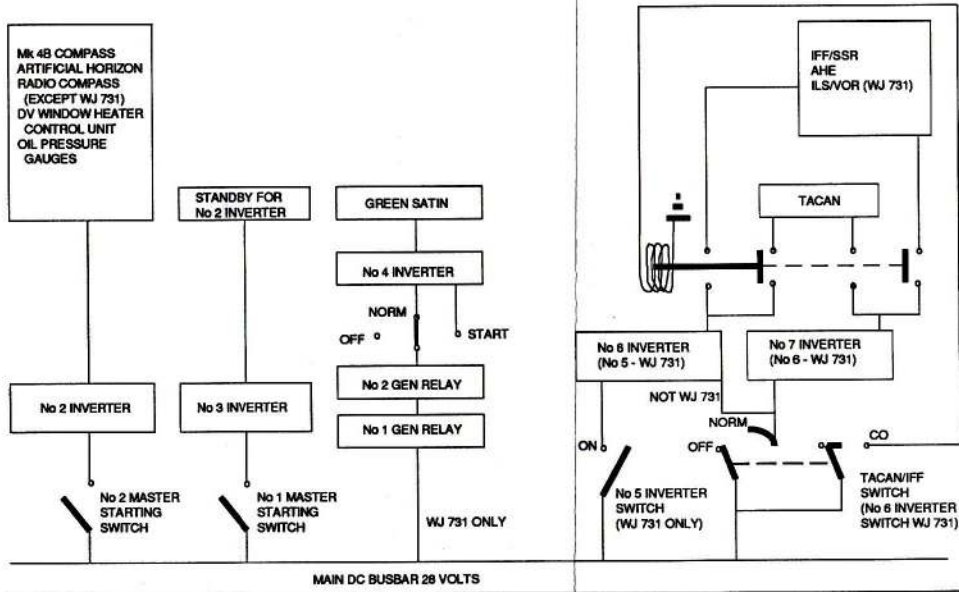 Mk 4B COMPASS
ARTIFICIAL HORIZON
RADIO COMPASS
(EXCEPT WJ 731)
DV WINDOW HEATER
CONTROL UNIT
OIL PRESSURE
GAUGES
STANDBY FOR
No 2 INVERTER
GREEN SATIN
No 4 INVERTER
NORM
OFF
START
No 2 GEN RELAY
No 1 GEN RELAY
No 2 INVERTER
No 3 INVERTER
No 2 MASTER
STARTING
SWITCH
No 1 MASTER
STARTING
SWITCH
WJ 731 ONLY
IFF/SSR
AHE
ILS/VOR (WJ 731)
TACAN
No 6 INVERTER
(No 5 - WJ 731)
No 7 INVERTER
(No 6 - WJ 731)
NOT WJ 731
NORM
ON
OFF
CO
No 5 INVERTER
SWITCH
(WJ 731 ONLY)
TACAN/IFF
SWITCH
(No 6 INVERTER
SWITCH WJ 731)
MAIN DC BUSBAR 28 VOLTS